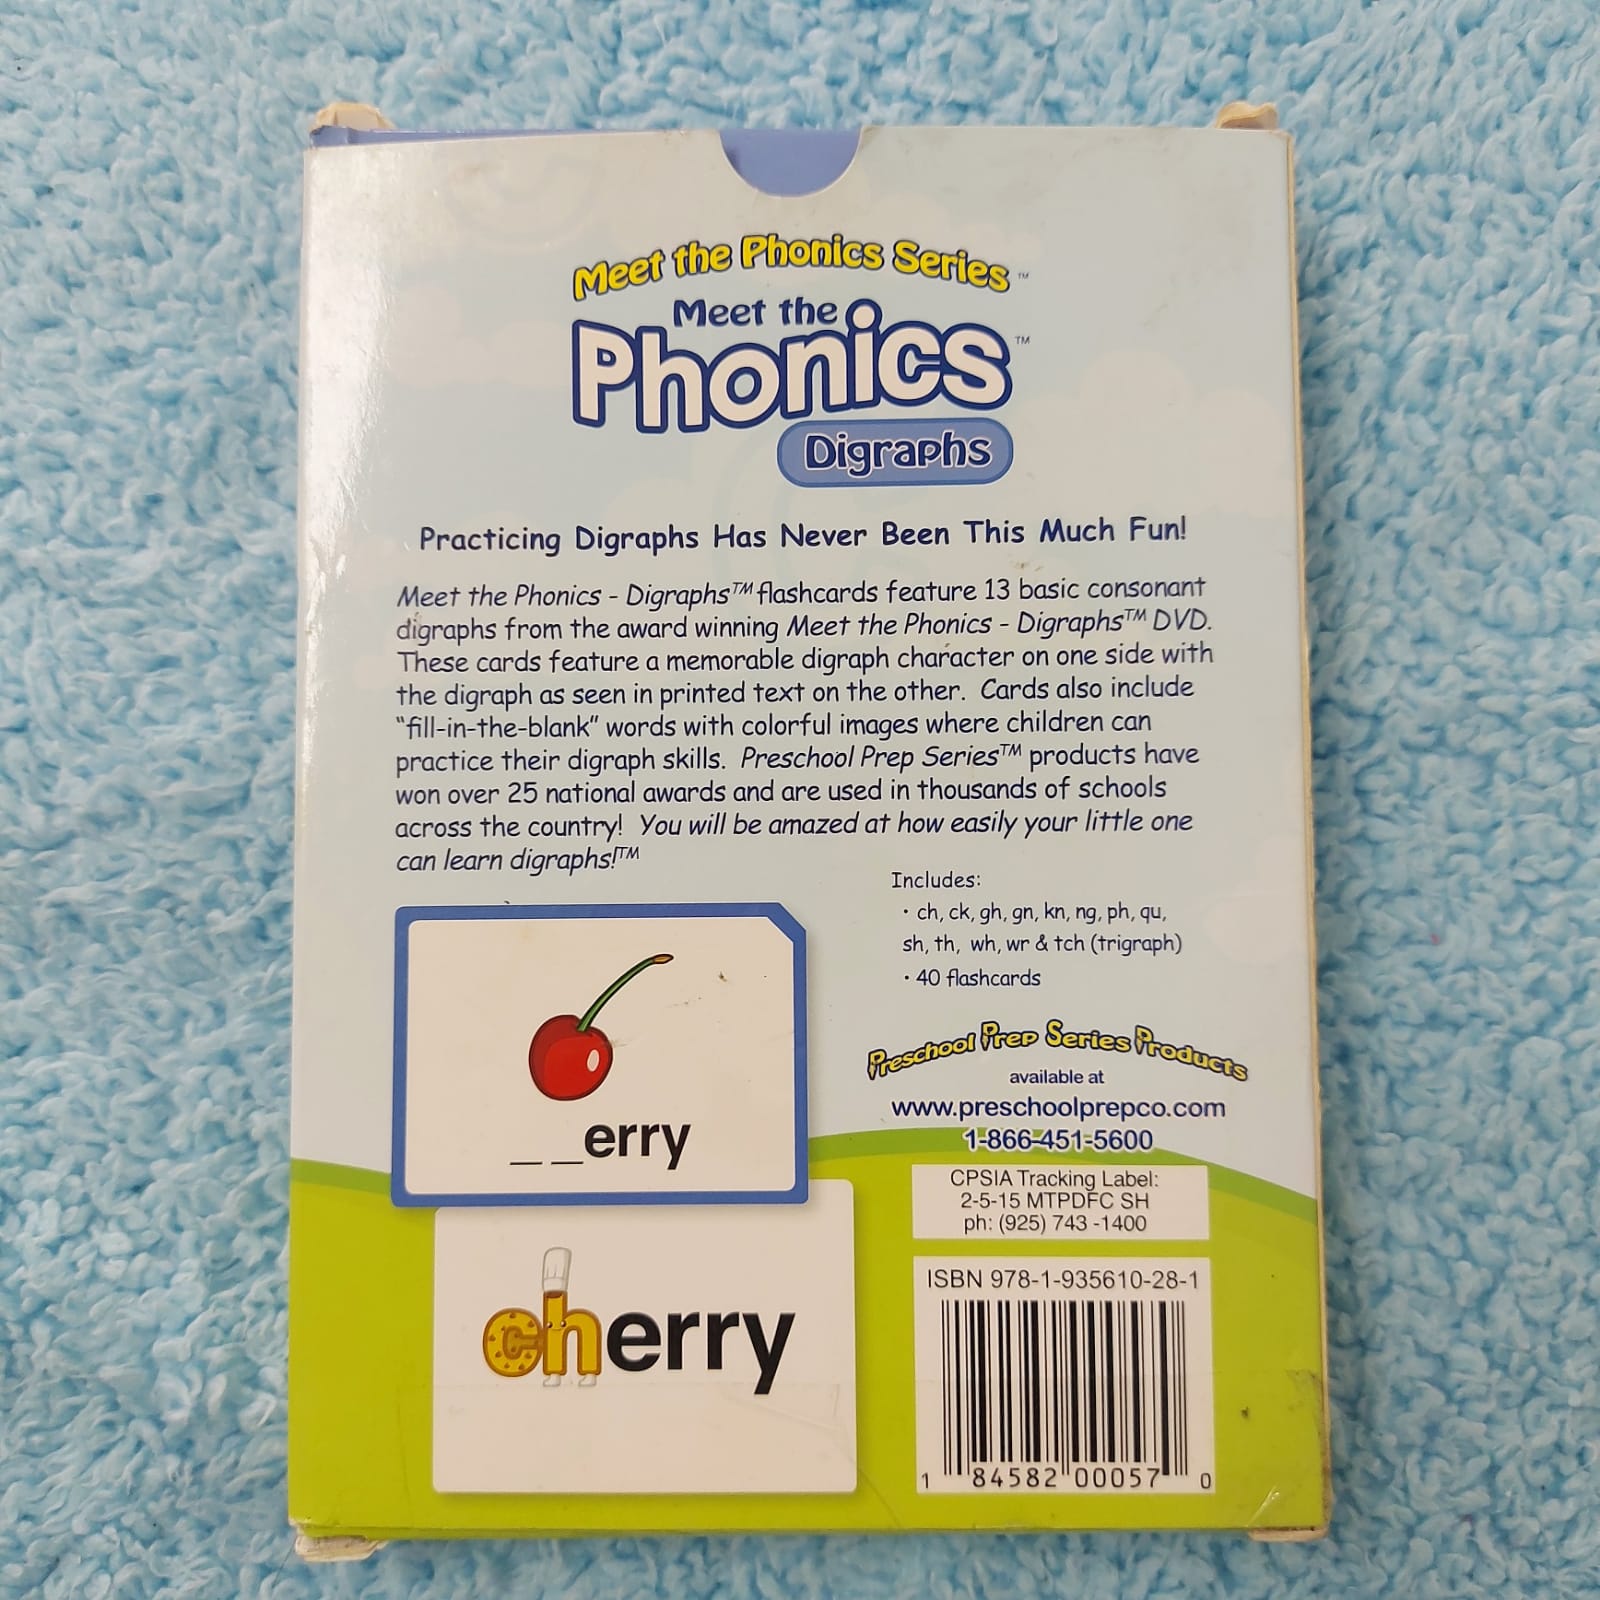 Meet the Phonics Series™
Meet the
Phonics™
Digraphs
Practicing Digraphs Has Never Been This Much Fun!
Meet the Phonics - Digraphs™ flashcards feature 13 basic consonant
digraphs from the award winning Meet the Phonics - Digraphs™ DVD.
These cards feature a memorable digraph character on one side with
the digraph as seen in printed text on the other. Cards also include
"fill-in-the-blank" words with colorful images where children can
practice their digraph skills. Preschool Prep Series™ products have
won over 25 national awards and are used in thousands of schools
across the country! You will be amazed at how easily your little one
can learn digraphs!™
Includes:
• ch, ck, gh, gn, kn, ng, ph, qu,
sh, th, wh, wr & tch (trigraph)
• 40 flashcards
_ _erry
cherry
Preschool Prep Series Products
available at
www.preschoolprepco.com
1-866-451-5600
CPSIA Tracking Label:
2-5-15 MTPDFC SH
ph: (925) 743 -1400
ISBN 978-1-935610-28-1
1 84582 00057 0